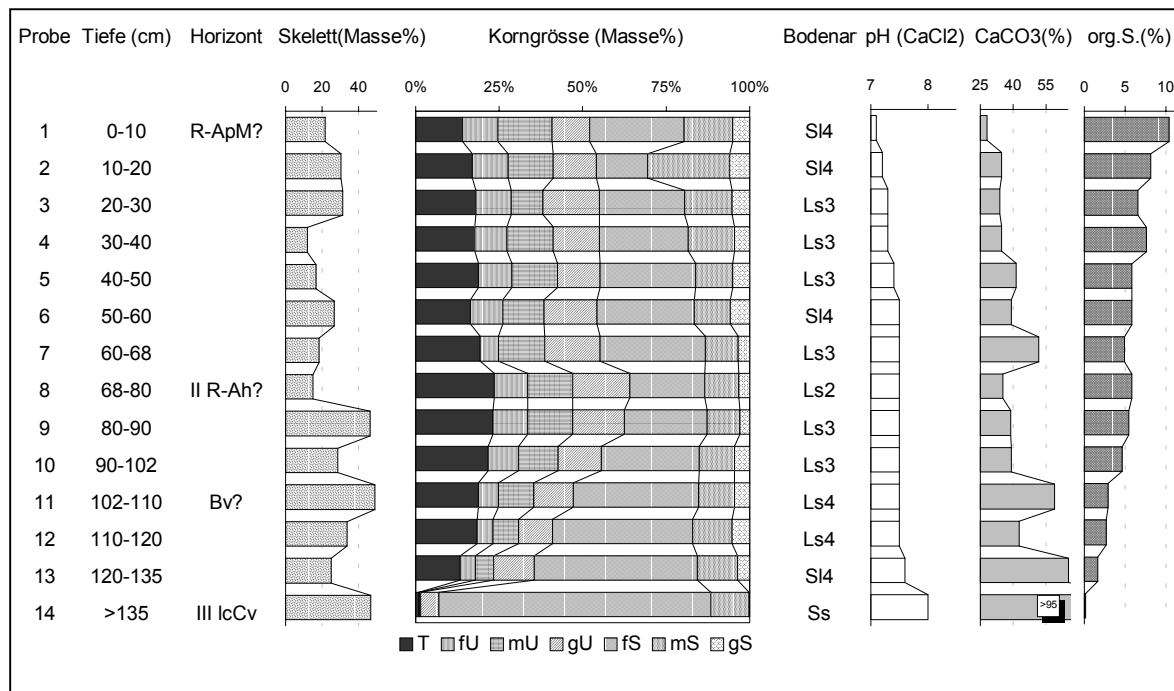 Probe Tiefe (cm) Horizont Skelett(Masse%) Korngrösse (Masse%) Bodenar pH (CaCl2) CaCO3(%) org.S.(%)
0 20 40 0% 25% 50% 75% 100% 7 8 25 40 55 0 5 10
1 0-10 R-ApM? Sl4
2 10-20 Sl4
3 20-30 Ls3
4 30-40 Ls3
5 40-50 Ls3
6 50-60 Sl4
7 60-68 Ls3
8 68-80 II R-Ah? Ls2
9 80-90 Ls3
10 90-102 Ls3
11 102-110 Bv? Ls4
12 110-120 Ls4
13 120-135 Sl4
14 >135 III lcCv Ss >95
T fU mU gU fS mS gS